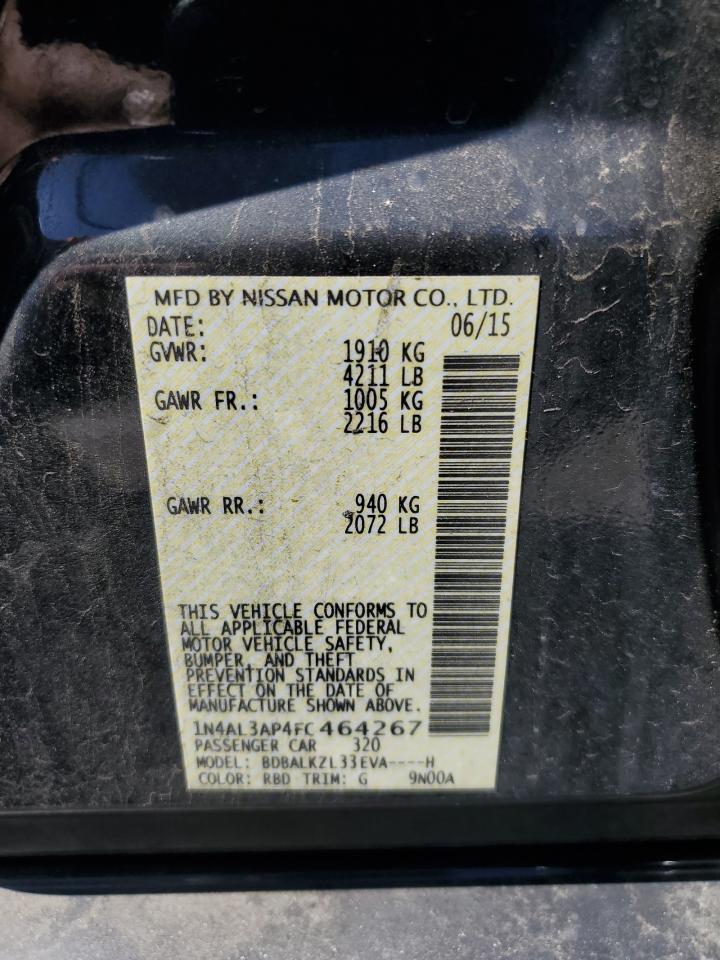 MFD BY NISSAN MOTOR CO., LTD.
DATE: 06/15
GVWR: 1910 KG
4211 LB
GAWR FR.: 1005 KG
2216 LB
GAWR RR.: 940 KG
2072 LB
THIS VEHICLE CONFORMS TO
ALL APPLICABLE FEDERAL
MOTOR VEHICLE SAFETY,
BUMPER, AND THEFT
PREVENTION STANDARDS IN
EFFECT ON THE DATE OF
MANUFACTURE SHOWN ABOVE.
1N4AL3AP4FC464267
PASSENGER CAR 320
MODEL: BDBALKZL33EVA----H
COLOR: RBD TRIM: G 9N00A